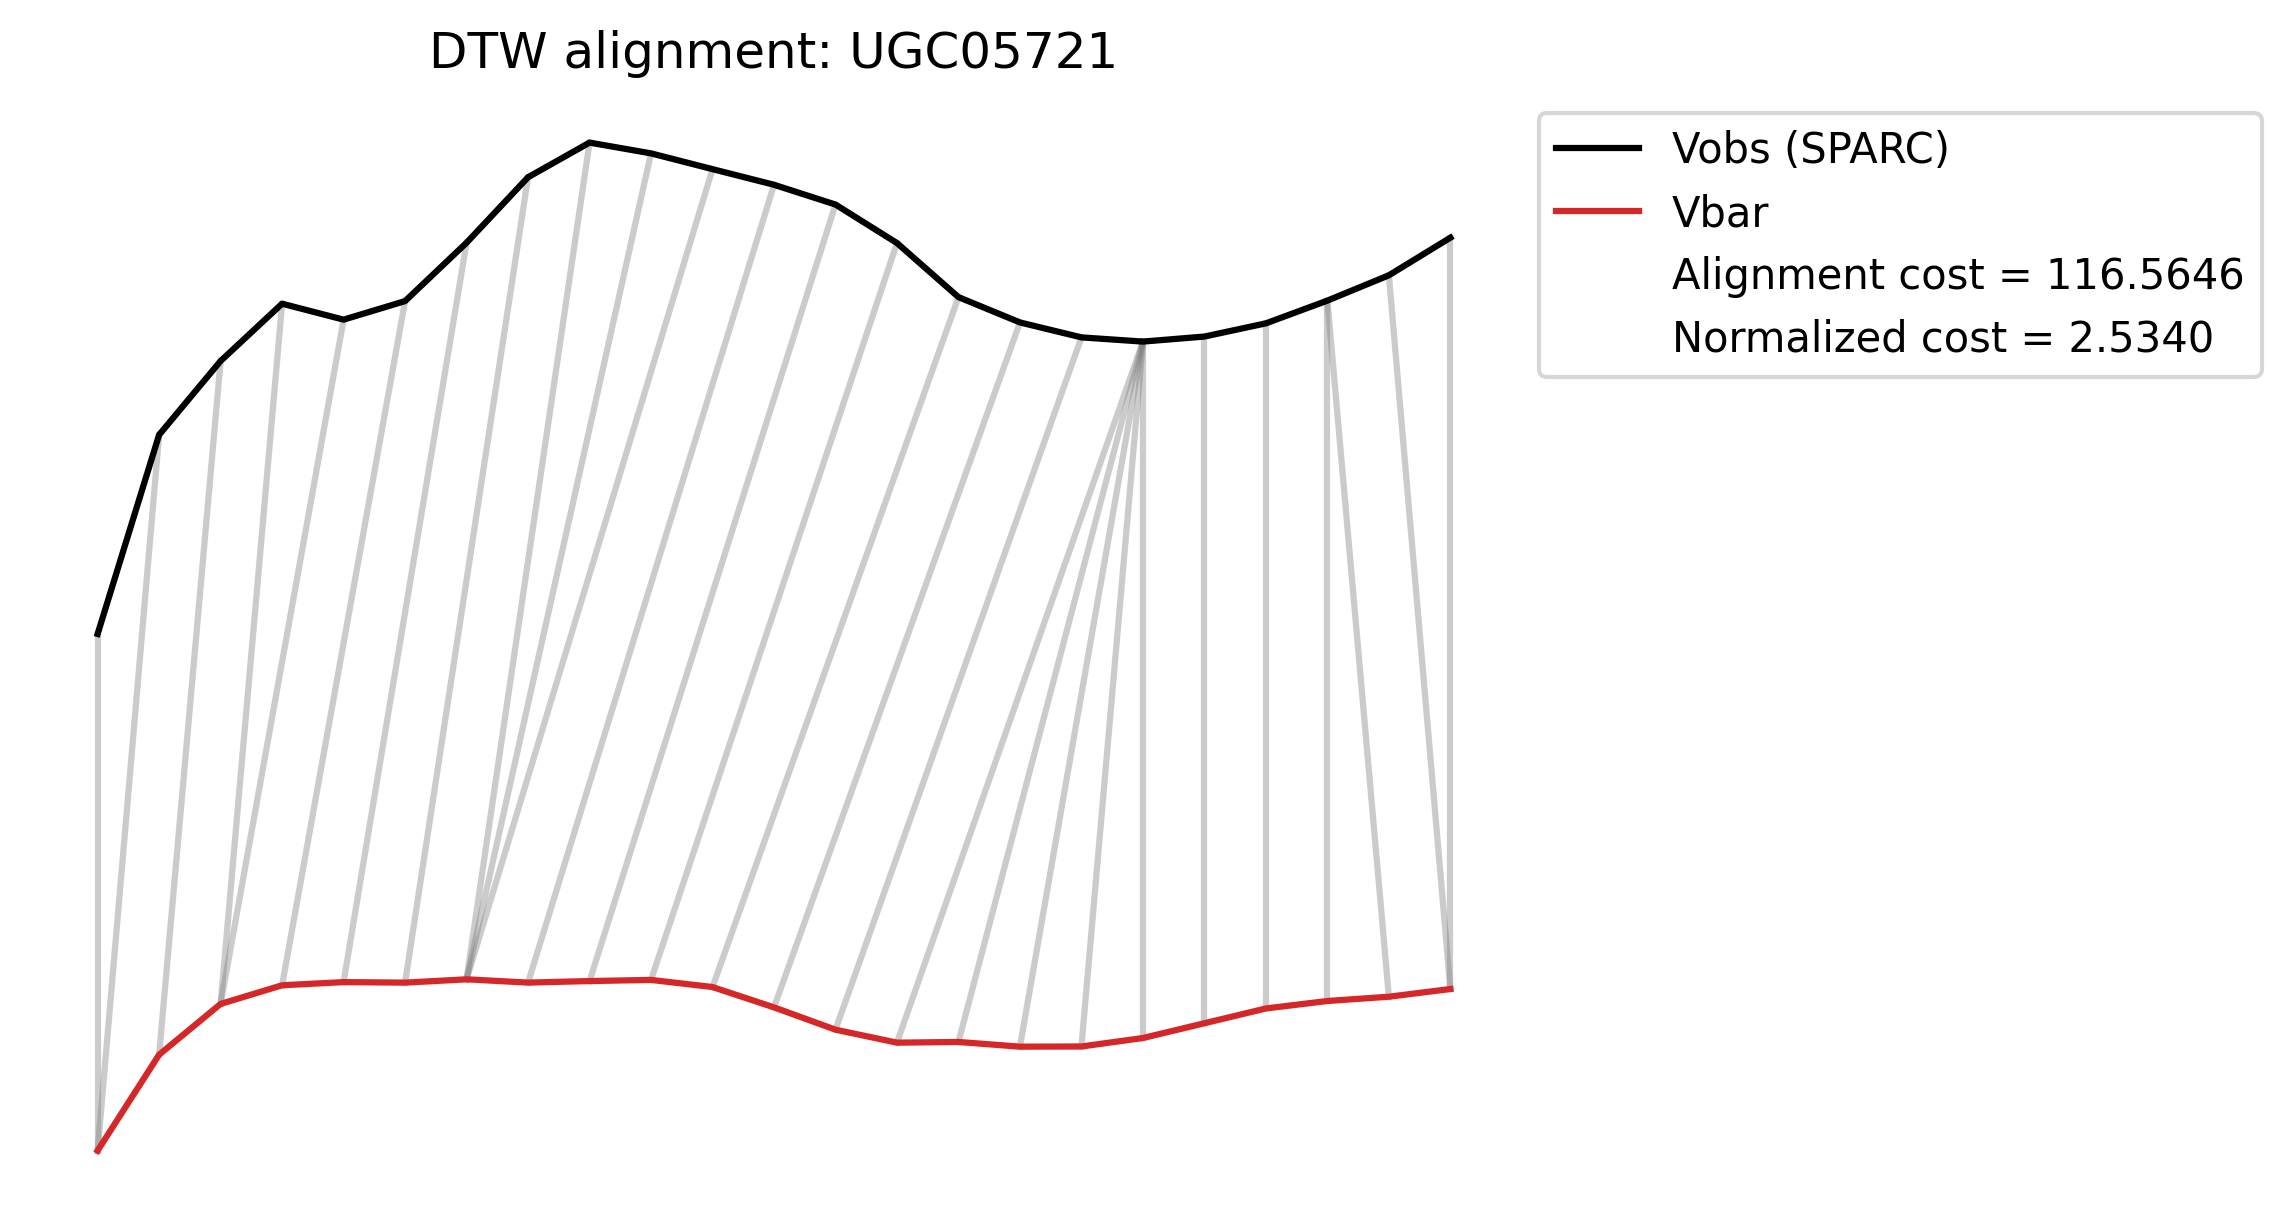 DTW alignment: UGC05721
Vobs (SPARC)
Vbar
Alignment cost = 116.5646
Normalized cost = 2.5340